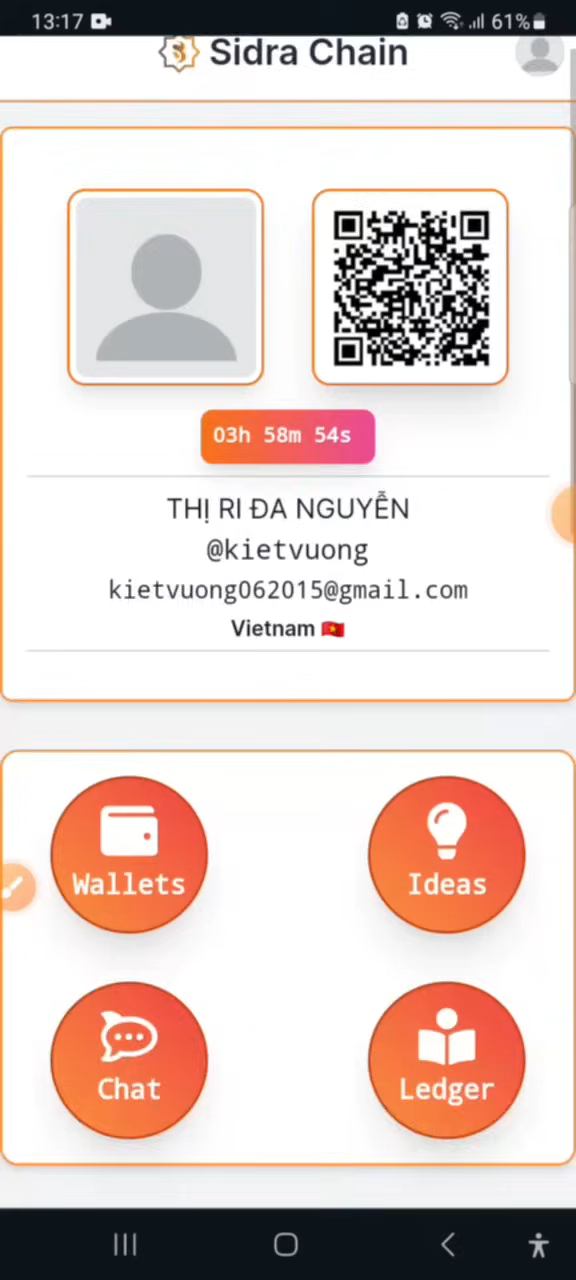 13:17 61%
Sidra Chain
03h 58m 54s
THỊ RI ĐA NGUYỄN
@kietvuong
kietvuong062015@gmail.com
Vietnam 🇻🇳
Wallets Ideas
Chat Ledger